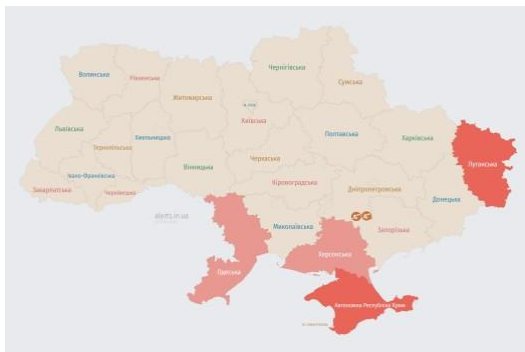 Чернігівська
Волинська
Рівненська
Сумська
Житомирська
Київська
Львівська
Полтавська
Харківська
Тернопільська
Хмельницька
Черкаська
Луганська
Вінницька
Івано-Франківська
Закарпатська
Чернівецька
Кіровоградська
Дніпропетровська
Донецька
alerts.in.ua
Миколаївська
Запорізька
Херсонська
Одеська
Автономна Республіка Крим